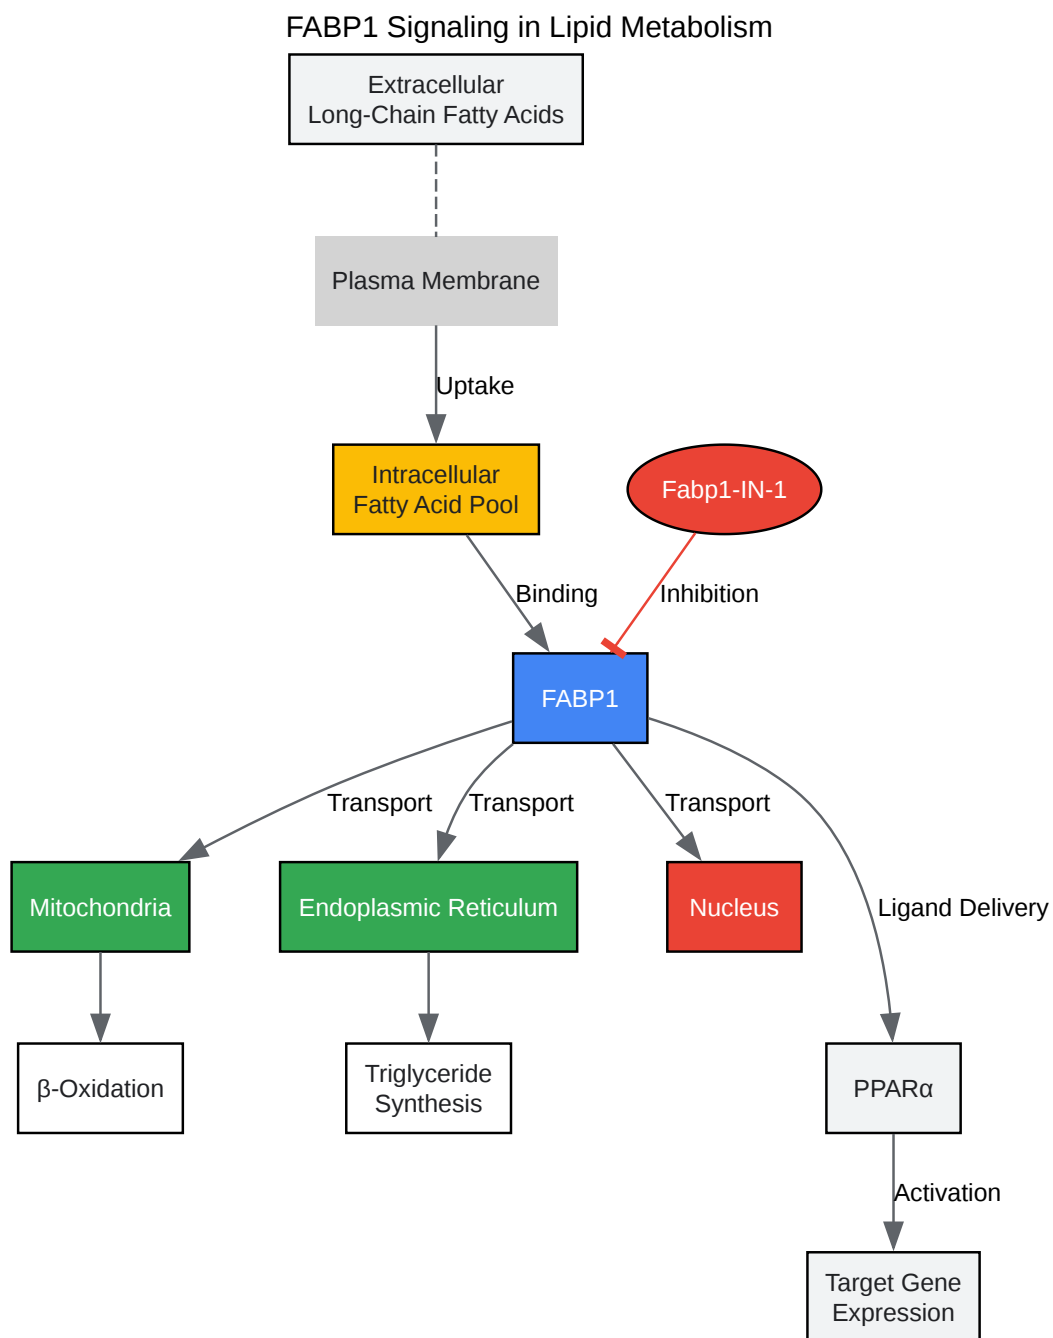 FABP1 Signaling in Lipid Metabolism
Extracellular
Long-Chain Fatty Acids
Plasma Membrane
Uptake
Intracellular
Fatty Acid Pool
Fabp1-IN-1
Binding
Inhibition
FABP1
Transport
Transport
Transport
Mitochondria
Endoplasmic Reticulum
Nucleus
Ligand Delivery
β-Oxidation
Triglyceride
Synthesis
PPARα
Activation
Target Gene
Expression